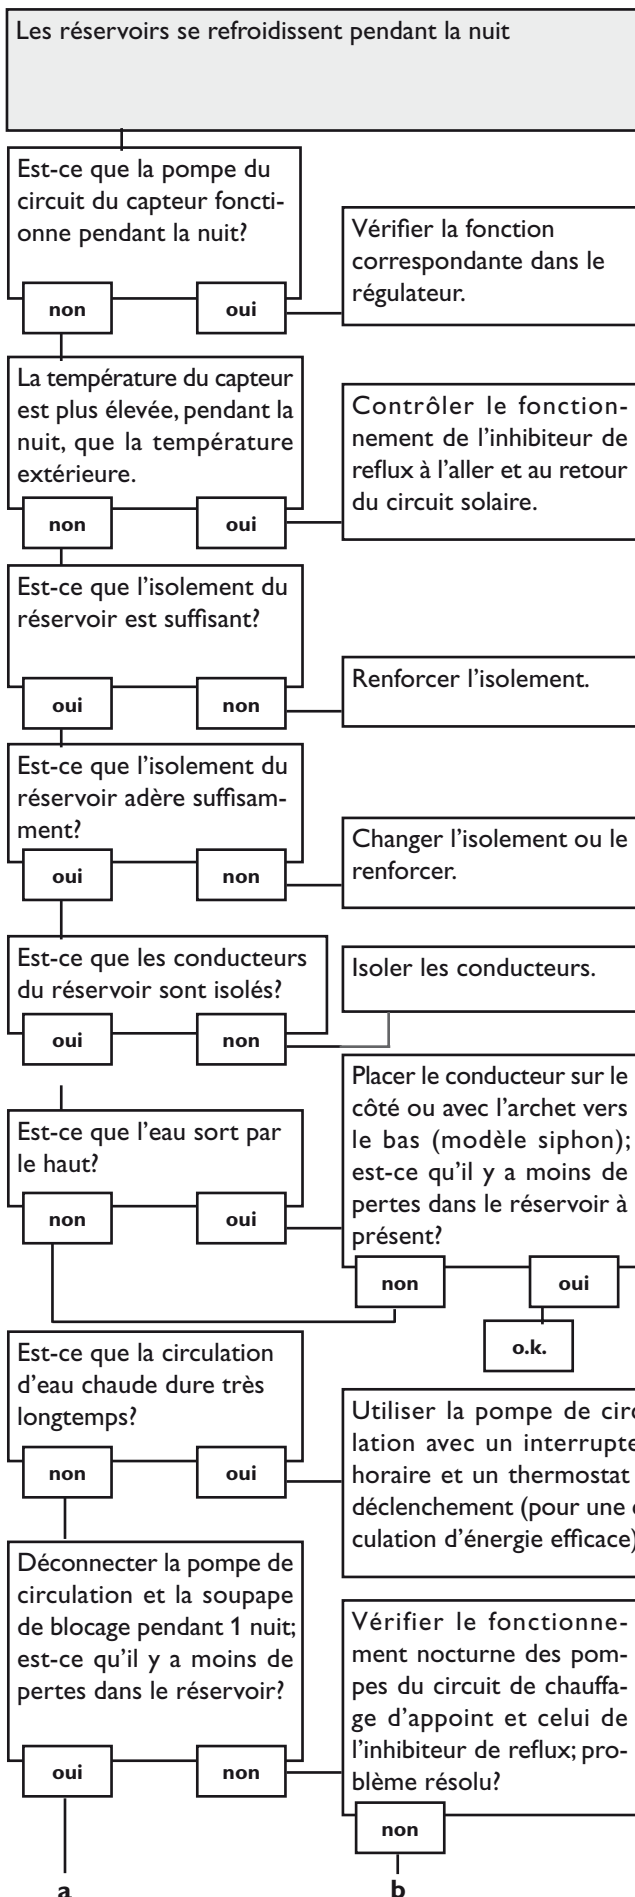 Les réservoirs se refroidissent pendant la nuit
Est-ce que la pompe du
circuit du capteur foncti-
onne pendant la nuit?
non
oui
Vérifier la fonction
correspondante dans le
régulateur.
La température du capteur
est plus élevée, pendant la
nuit, que la température
extérieure.
non
oui
Contrôler le fonction-
nement de l'inhibiteur de
reflux à l'aller et au retour
du circuit solaire.
Est-ce que l'isolement du
réservoir est suffisant?
oui
non
Renforcer l'isolement.
Est-ce que l'isolement du
réservoir adère suffisam-
ment?
oui
non
Changer l'isolement ou le
renforcer.
Est-ce que les conducteurs
du réservoir sont isolés?
oui
non
Isoler les conducteurs.
Est-ce que l'eau sort par
le haut?
non
oui
Placer le conducteur sur le
côté ou avec l'archet vers
le bas (modèle siphon);
est-ce qu'il y a moins de
pertes dans le réservoir à
présent?
non
oui
o.k.
Est-ce que la circulation
d'eau chaude dure très
longtemps?
non
oui
Utiliser la pompe de
lation avec un
horaire et un thermostat
déclenchement (pour une
culation d'énergie efficace)
Déconnecter la pompe de
circulation et la soupape
de blocage pendant 1 nuit;
est-ce qu'il y a moins de
pertes dans le réservoir?
oui
non
Vérifier le fonctionne-
ment nocturne des pom-
pes du circuit de chauffa-
ge d'appoint et celui de
l'inhibiteur de reflux; pro-
blème résolu?
non
a
b